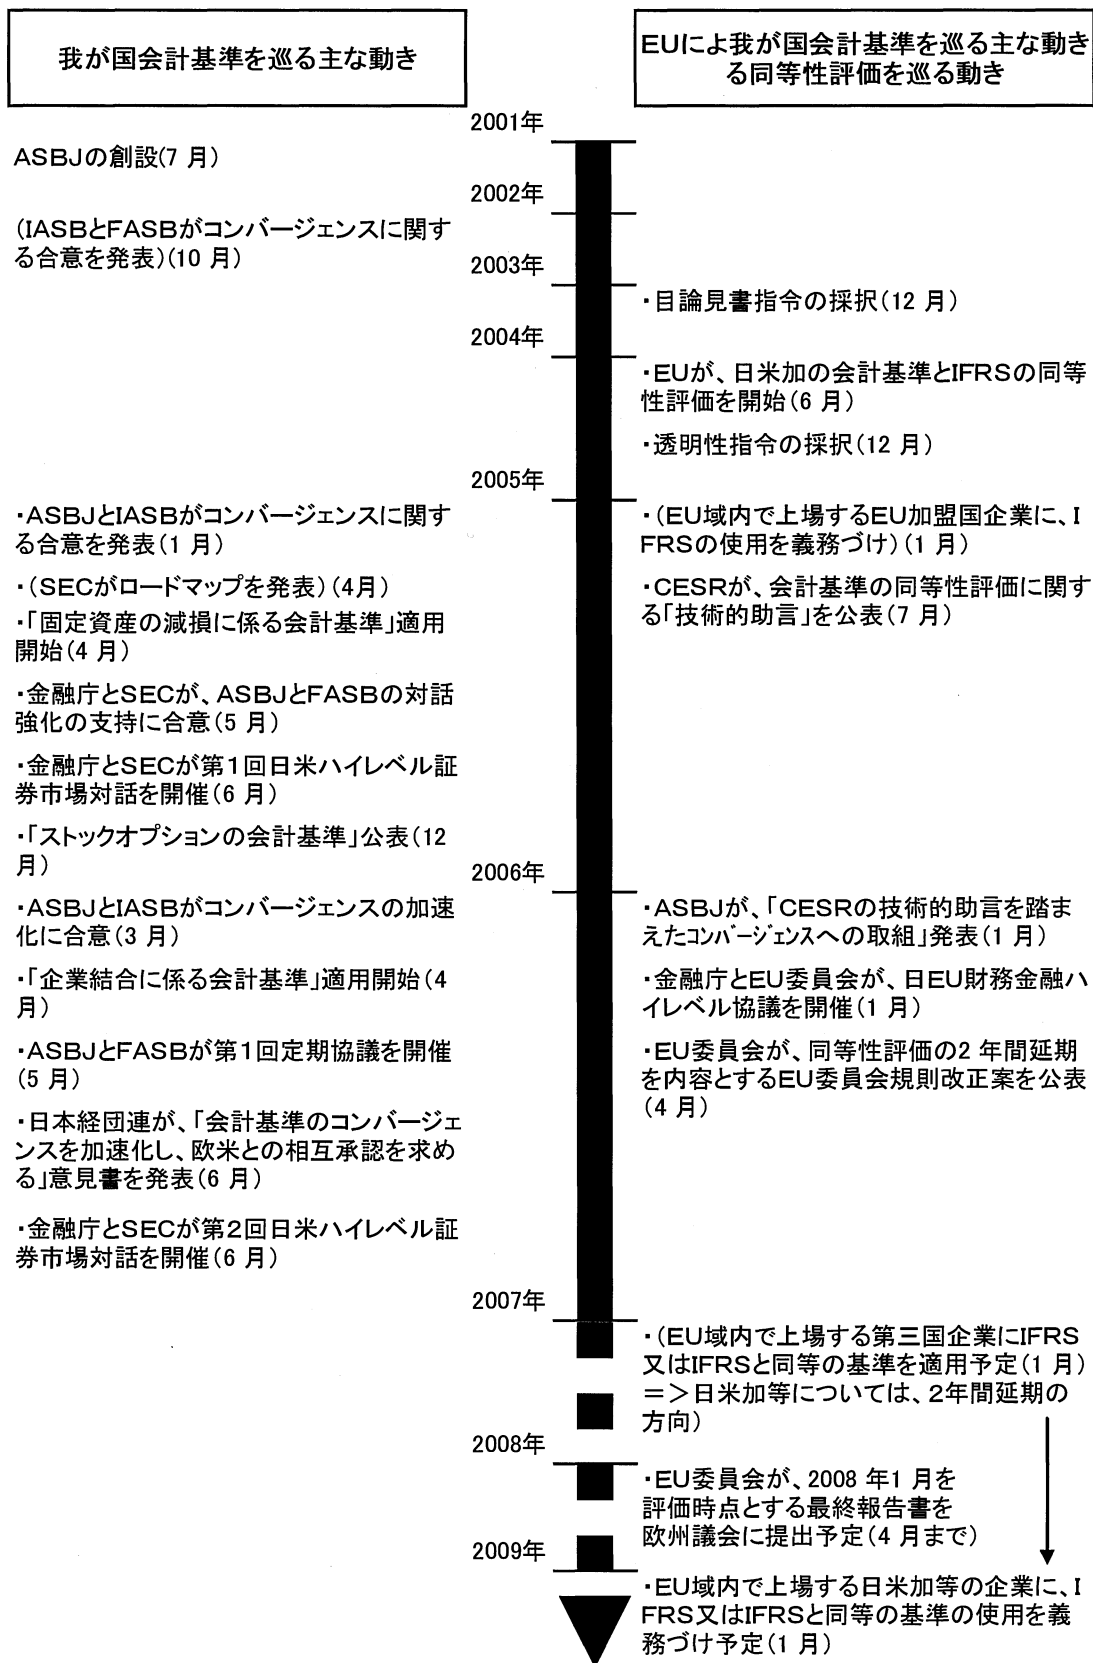 我が国会計基準を巡る主な動き
EUによ我が国会計基準を巡る主な動き
る同等性評価を巡る動き
2001年
ASBJの創設(7 月)
2002年
(IASBとFASBがコンバージェンスに関す
る合意を発表)(10 月)
2003年
・目論見書指令の採択(12 月)
2004年
・EUが、日米加の会計基準とIFRSの同等
性評価を開始(6 月)
・透明性指令の採択(12 月)
2005年
・ASBJとIASBがコンバージェンスに関す
る合意を発表(1 月)
・(SECがロードマップを発表)(4月)
・「固定資産の減損に係る会計基準」適用
開始(4 月)
・金融庁とSECが、ASBJとFASBの対話
強化の支持に合意(5 月)
・金融庁とSECが第1回日米ハイレベル証
券市場対話を開催(6 月)
・「ストックオプションの会計基準」公表(12
月)
・(EU域内で上場するEU加盟国企業に、I
FRSの使用を義務づけ)(1 月)
・CESRが、会計基準の同等性評価に関す
る「技術的助言」を公表(7 月)
2006年
・ASBJとIASBがコンバージェンスの加速
化に合意(3 月)
・「企業結合に係る会計基準」適用開始(4
月)
・ASBJとFASBが第1回定期協議を開催
(5 月)
・日本経団連が、「会計基準のコンバージェ
ンスを加速化し、欧米との相互承認を求め
る」意見書を発表(6 月)
・金融庁とSECが第2回日米ハイレベル証
券市場対話を開催(6 月)
・ASBJが、「CESRの技術的助言を踏ま
えたコンバージェンスへの取組」発表(1 月)
・金融庁とEU委員会が、日EU財務金融ハ
イレベル協議を開催(1 月)
・EU委員会が、同等性評価の2 年間延期
を内容とするEU委員会規則改正案を公表
(4 月)
2007年
・(EU域内で上場する第三国企業にIFRS
又はIFRSと同等の基準を適用予定(1 月)
=>日米加等については、2年間延期の
方向)
2008年
・EU委員会が、2008 年1 月を
評価時点とする最終報告書を
欧州議会に提出予定(4 月まで)
2009年
・EU域内で上場する日米加等の企業に、I
FRS又はIFRSと同等の基準の使用を義
務づけ予定(1 月)